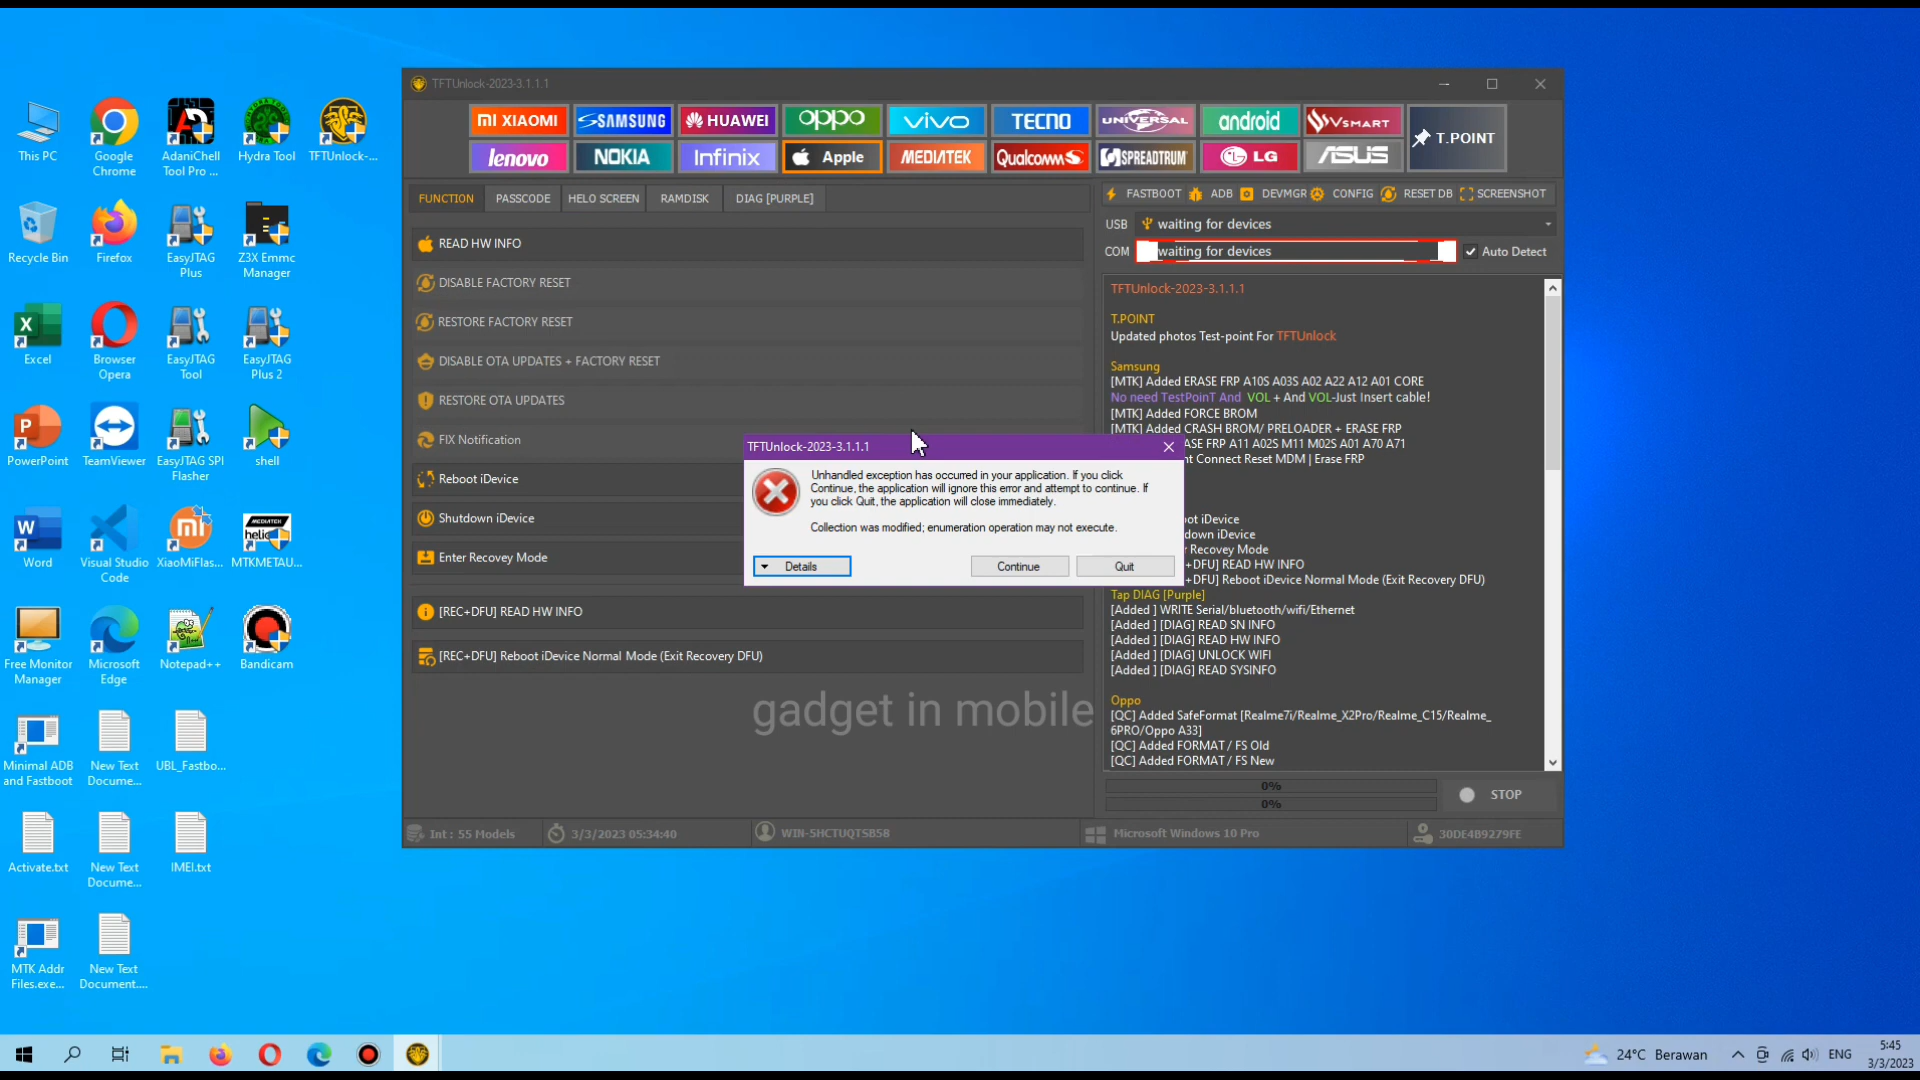 This PC
Google
Chrome
AdaniChell
Tool Pro ...
Hydra Tool
TFTUnlock-...
Recycle Bin
Firefox
EasyJTAG
Plus
Z3X Emmc
Manager
Excel
Browser
Opera
EasyJTAG
Tool
EasyJTAG
Plus 2
PowerPoint
TeamViewer
EasyJTAG SPI
Flasher
shell
Word
Visual Studio
Code
XiaoMiFlas...
MTKMETAU...
Free Monitor
Manager
Microsoft
Edge
Notepad++
Bandicam
Minimal ADB
and Fastboot
New Text
Docume...
UBL_Fastbo...
Activate.txt
New Text
Docume...
IMEI.txt
MTK Addr
Files.exe...
New Text
Document....
TFTUnlock-2023-3.1.1.1
mi XIAOMI
SAMSUNG
HUAWEI
oppo
vivo
TECNO
UNIVERSAL
android
VSMART
T.POINT
lenovo
NOKIA
Infinix
Apple
MEDIATEK
Qualcomm
SPREADTRUM
LG
ASUS
FUNCTION
PASSCODE
HELO SCREEN
RAMDISK
DIAG [PURPLE]
READ HW INFO
DISABLE FACTORY RESET
RESTORE FACTORY RESET
DISABLE OTA UPDATES + FACTORY RESET
RESTORE OTA UPDATES
FIX Notification
Reboot iDevice
Shutdown iDevice
Enter Recovey Mode
[REC+DFU] READ HW INFO
[REC+DFU] Reboot iDevice Normal Mode (Exit Recovery DFU)
gadget in mobile
TFTUnlock-2023-3.1.1.1
Unhandled exception has occurred in your application. If you click
Continue, the application will ignore this error and attempt to continue. If
you click Quit, the application will close immediately.
Collection was modified; enumeration operation may not execute.
Details
Continue
Quit
FASTBOOT
ADB
DEVMGR
CONFIG
RESET DB
SCREENSHOT
USB
waiting for devices
COM
waiting for devices
Auto Detect
TFTUnlock-2023-3.1.1.1
T.POINT
Updated photos Test-point For TFTUnlock
Samsung
[MTK] Added ERASE FRP A10S A03S A02 A22 A12 A01 CORE
No need TestPoinT And VOL + And VOL-Just Insert cable!
[MTK] Added FORCE BROM
[MTK] Added CRASH BROM/ PRELOADER + ERASE FRP
ASE FRP A11 A02S M11 M02S A01 A70 A71
nt Connect Reset MDM | Erase FRP
oot iDevice
down iDevice
r Recovey Mode
+DFU] READ HW INFO
+DFU] Reboot iDevice Normal Mode (Exit Recovery DFU)
Tap DIAG [Purple]
[Added ] WRITE Serial/bluetooth/wifi/Ethernet
[Added ] [DIAG] READ SN INFO
[Added ] [DIAG] READ HW INFO
[Added ] [DIAG] UNLOCK WIFI
[Added ] [DIAG] READ SYSINFO
Oppo
[QC] Added SafeFormat [Realme7i/Realme_X2Pro/Realme_C15/Realme_
6PRO/Oppo A33]
[QC] Added FORMAT / FS Old
[QC] Added FORMAT / FS New
0%
0%
STOP
Int : 55 Models
3/3/2023 05:34:40
WIN-5HCTUQTSB58
Microsoft Windows 10 Pro
30DE4B9279FE
24°C Berawan
ENG
5:45
3/3/2023